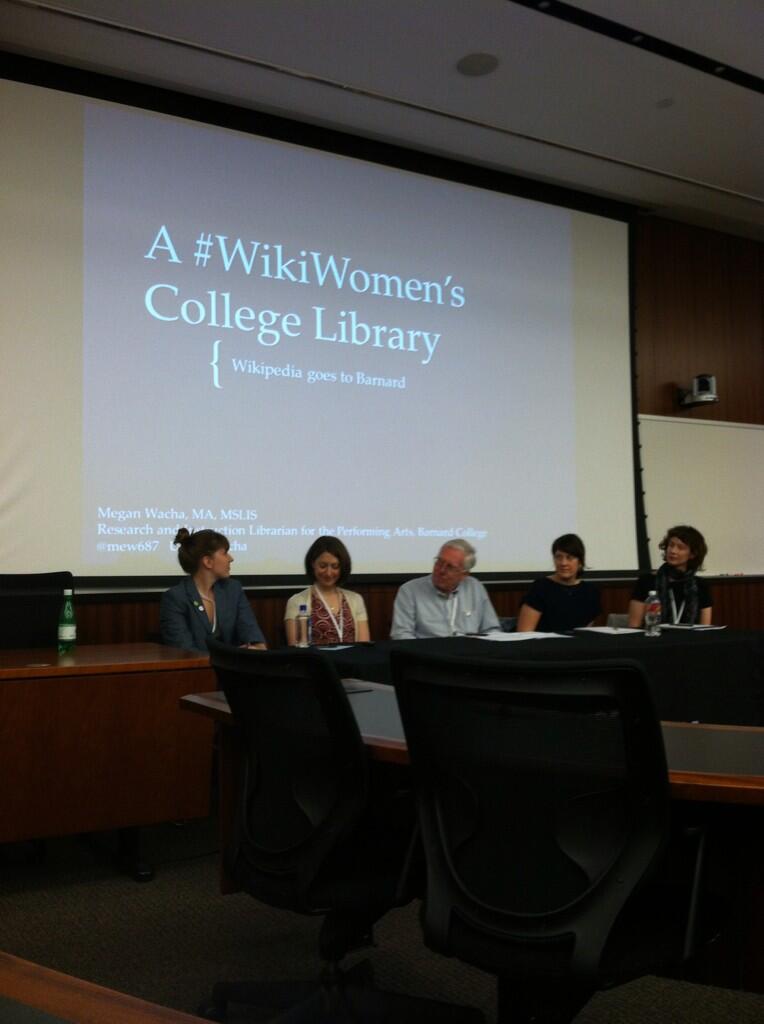 A #WikiWomen's
College Library
{ Wikipedia goes to Barnard
Megan Wacha, MA, MSLIS
Research and Instruction Librarian for the Performing Arts, Barnard College
@mew687